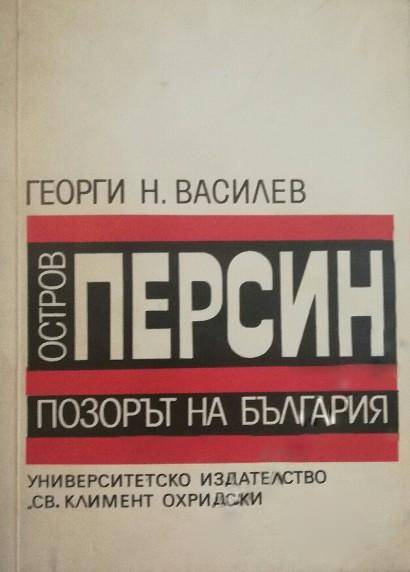 ГЕОРГИ Н. ВАСИЛЕВ
ОСТРОВ
ПЕРСИН
ПОЗОРЪТ НА БЪЛГАРИЯ
УНИВЕРСИТЕТСКО ИЗДАТЕЛСТВО
„СВ. КЛИМЕНТ ОХРИДСКИ